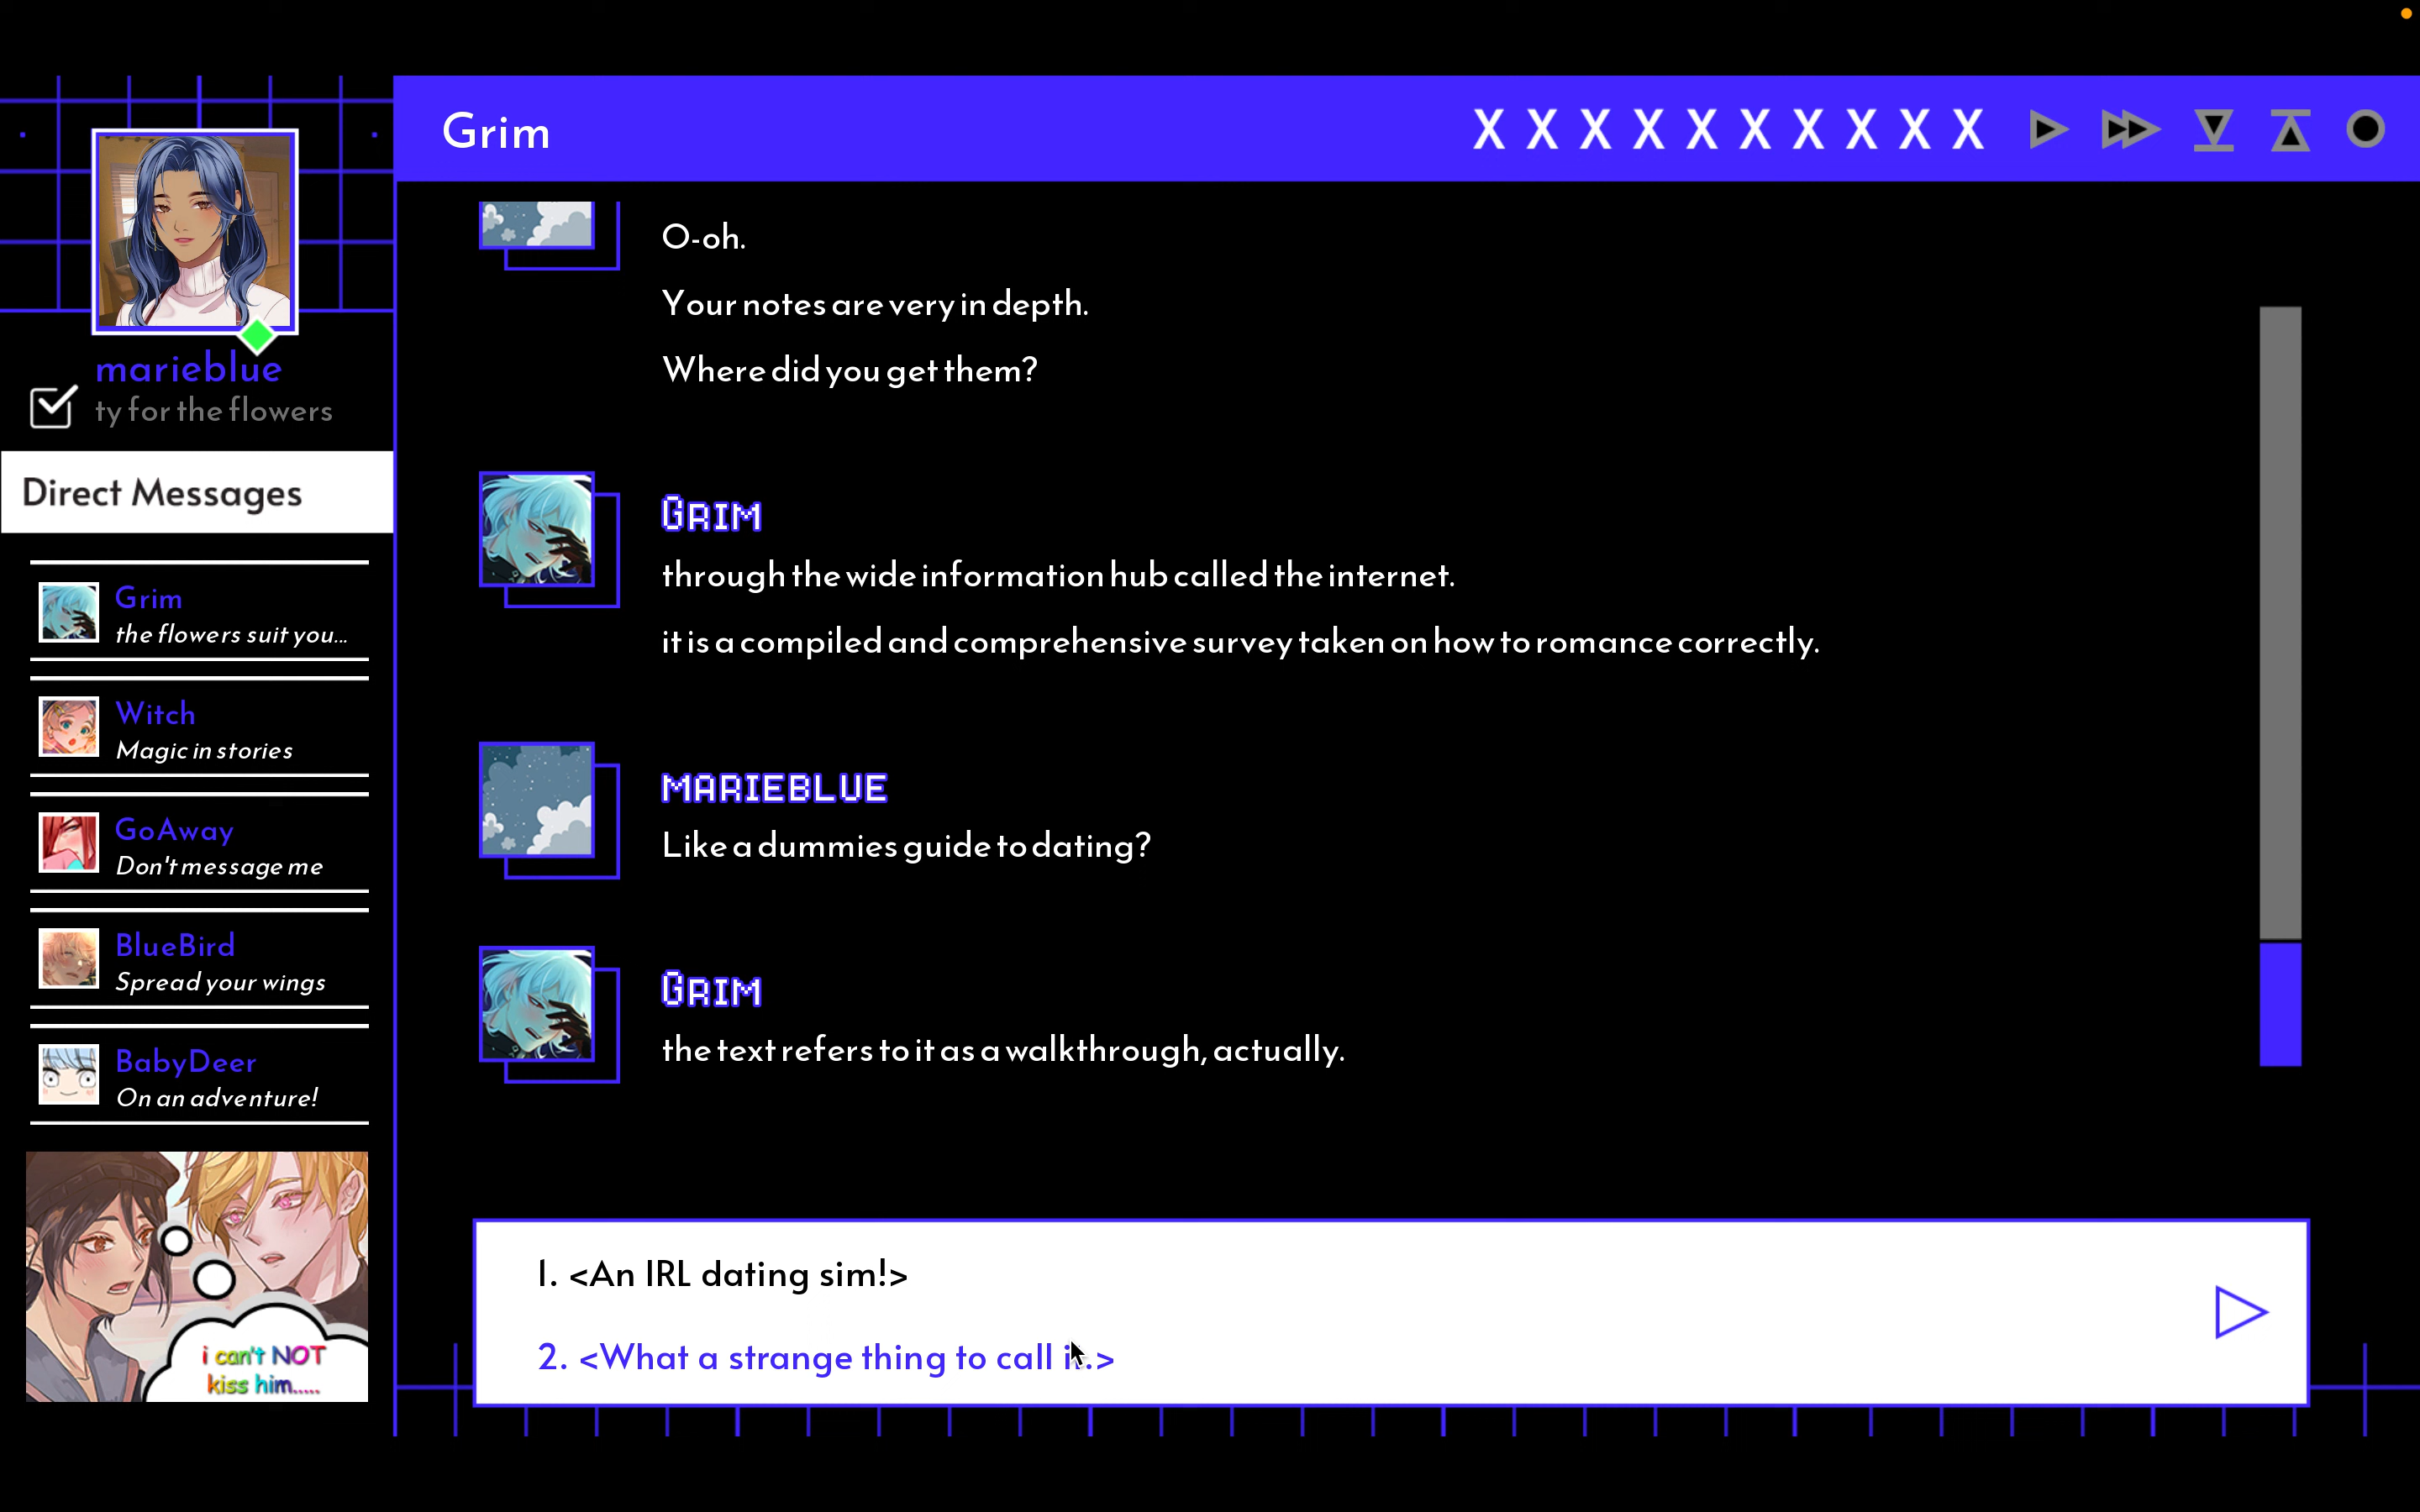 Grim
X X X X X X X X X X
marieblue
ty for the flowers
Direct Messages
Grim
the flowers suit you...
Witch
Magic in stories
GoAway
Don't message me
BlueBird
Spread your wings
BabyDeer
On an adventure!
i can't NOT
kiss him.....
O-oh.
Your notes are very in depth.
Where did you get them?
Grim
through the wide information hub called the internet.
it is a compiled and comprehensive survey taken on how to romance correctly.
marieblue
Like a dummies guide to dating?
Grim
the text refers to it as a walkthrough, actually.
1. <An IRL dating sim!>
2. <What a strange thing to call it.>